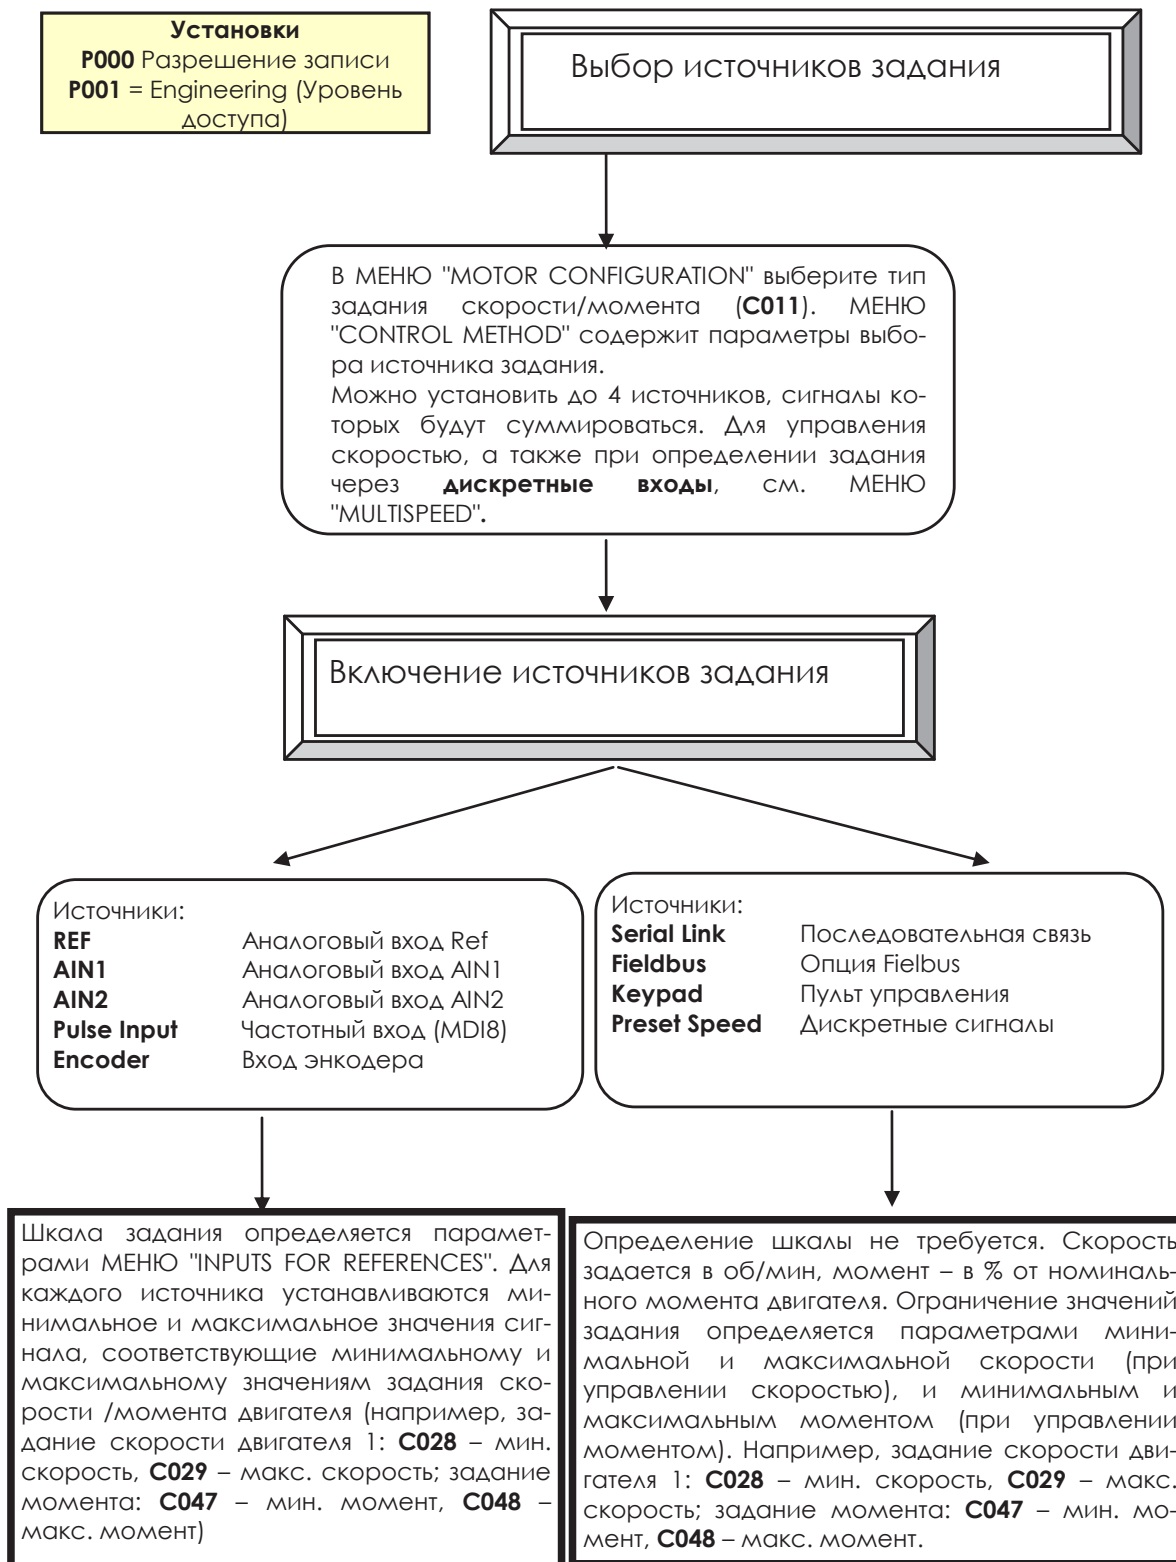 Установки
P000 Разрешение записи
P001 = Engineering (Уровень
доступа)
Выбор источников задания
В МЕНЮ "MOTOR CONFIGURATION" выберите тип
задания скорости/момента (C011). МЕНЮ
"CONTROL METHOD" содержит параметры выбо-
ра источника задания.
Можно установить до 4 источников, сигналы ко-
торых будут суммироваться. Для управления
скоростью, а также при определении задания
через дискретные входы, см. МЕНЮ
"MULTISPEED".
Включение источников задания
Источники:
REF Аналоговый вход Ref
AIN1 Аналоговый вход AIN1
AIN2 Аналоговый вход AIN2
Pulse Input Частотный вход (MDI8)
Encoder Вход энкодера
Источники:
Serial Link Последовательная связь
Fieldbus Опция Fielbus
Keypad Пульт управления
Preset Speed Дискретные сигналы
Шкала задания определяется парамет-
рами МЕНЮ "INPUTS FOR REFERENCES". Для
каждого источника устанавливаются ми-
нимальное и максимальное значения сиг-
нала, соответствующие минимальному и
максимальному значениям задания ско-
рости /момента двигателя (например, за-
дание скорости двигателя 1: C028 – мин.
скорость, C029 – макс. скорость; задание
момента: C047 – мин. момент, C048 –
макс. момент)
Определение шкалы не требуется. Скорость
задается в об/мин, момент – в % от номиналь-
ного момента двигателя. Ограничение значений
задания определяется параметрами мини-
мальной и максимальной скорости (при
управлении скоростью), и минимальным и
максимальным моментом (при управлении
моментом). Например, задание скорости дви-
гателя 1: C028 – мин. скорость, C029 – макс.
скорость; задание момента: C047 – мин. мо-
мент, C048 – макс. момент.